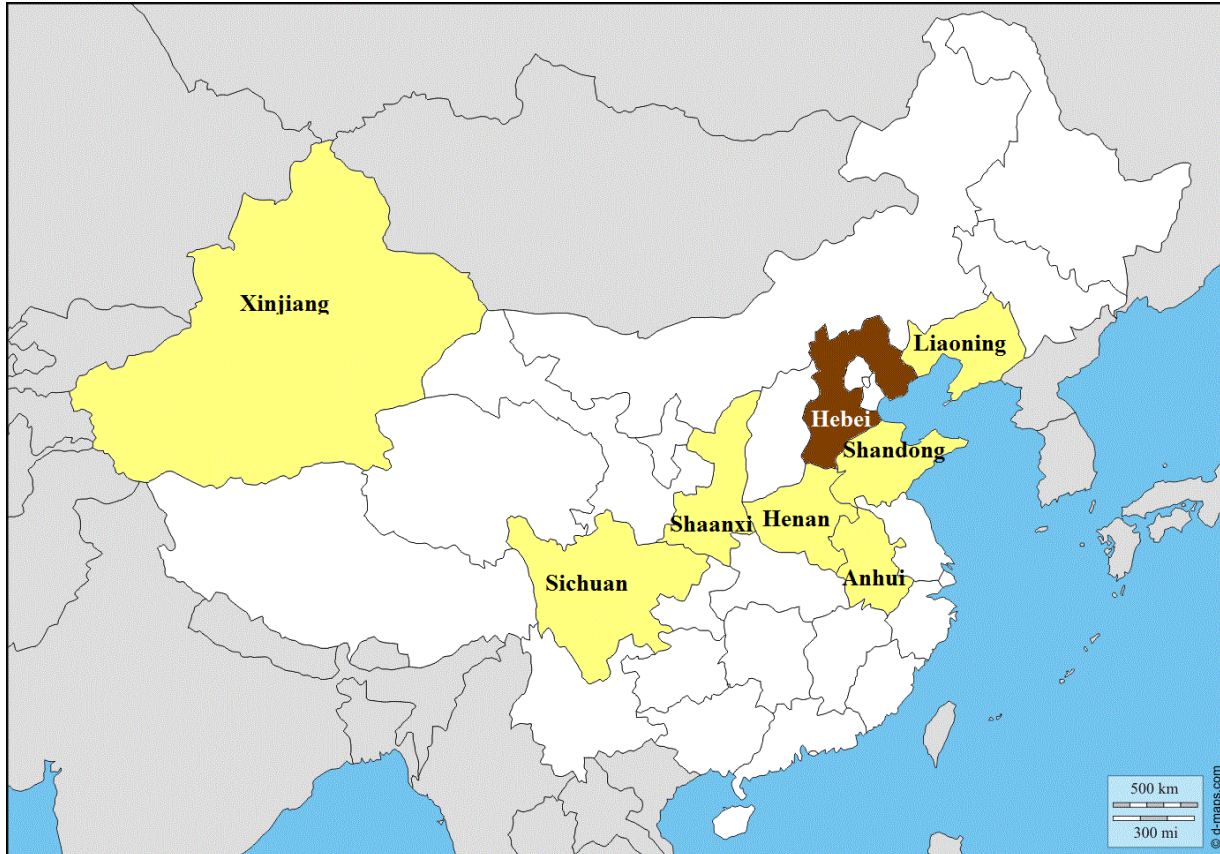 Xinjiang
Liaoning
Hebei
Shandong
Shaanxi
Henan
Sichuan
Anhui
500 km
300 mi
© d-maps.com